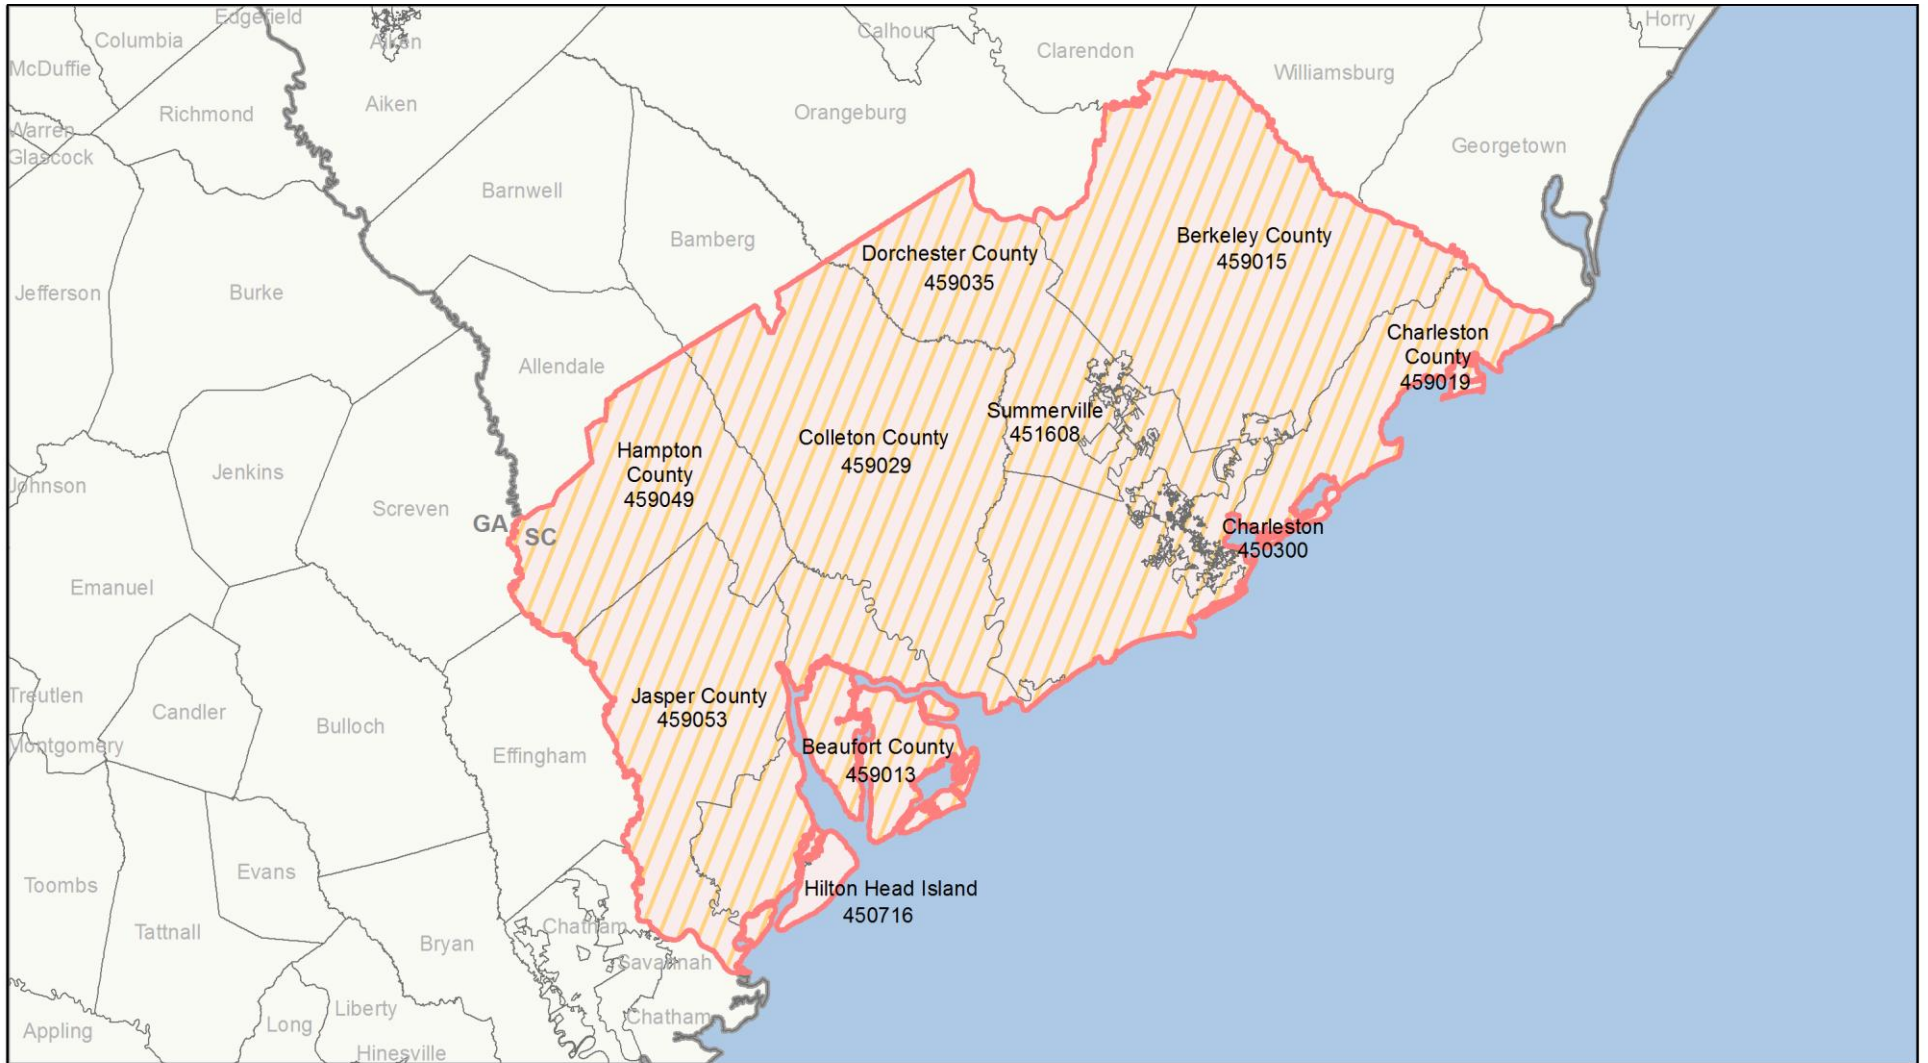 Edgefield
Horry
Columbia
Aiken
Calhoun
Clarendon
McDuffie
Williamsburg
Aiken
Richmond
Orangeburg
Warren
Georgetown
Glascock
Barnwell
Bamberg
Berkeley County
459015
Dorchester County
459035
Jefferson
Burke
Charleston
County
459019
Allendale
Summerville
451608
Colleton County
459029
Hampton
County
459049
Jenkins
Johnson
Screven
GA
SC
Charleston
450300
Emanuel
Treutlen
Candler
Bulloch
Jasper County
459053
Montgomery
Effingham
Beaufort County
459013
Toombs
Evans
Hilton Head Island
450716
Tattnall
Chatham
Bryan
Savannah
Liberty
Chatham
Appling
Long
Hinesville